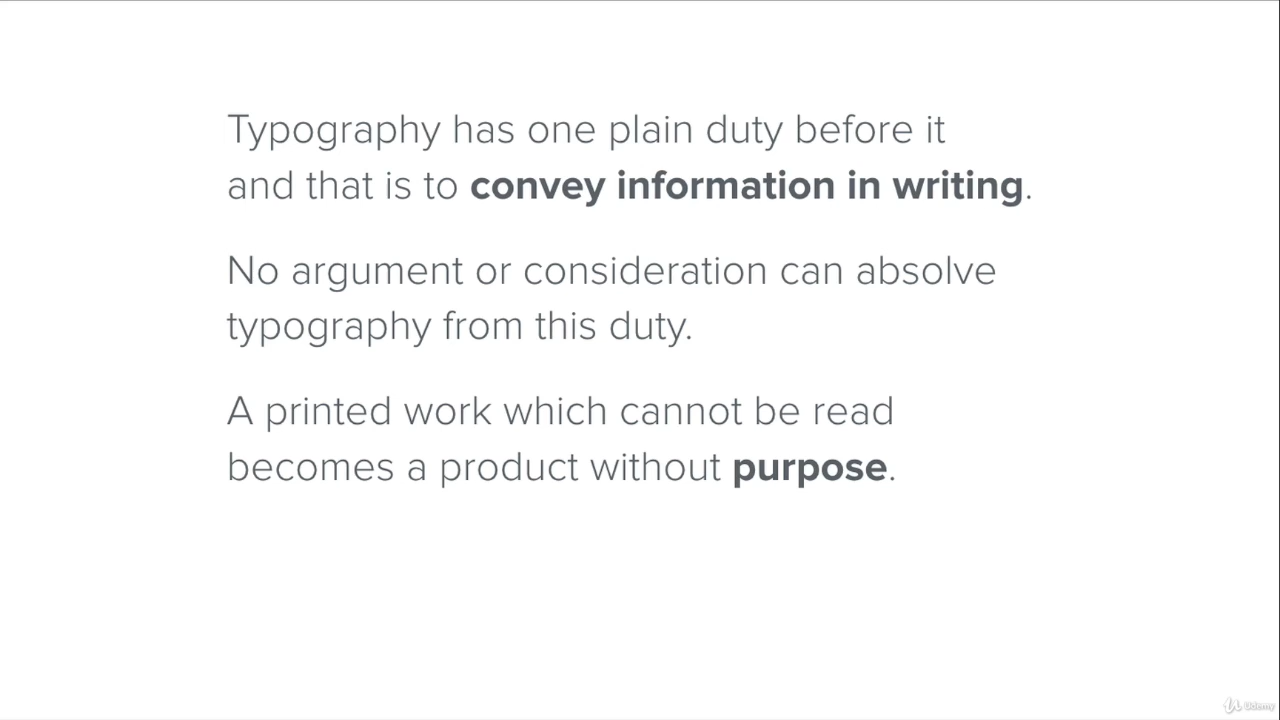 Typography has one plain duty before it
and that is to convey information in writing.
No argument or consideration can absolve
typography from this duty.
A printed work which cannot be read
becomes a product without purpose.
Udemy